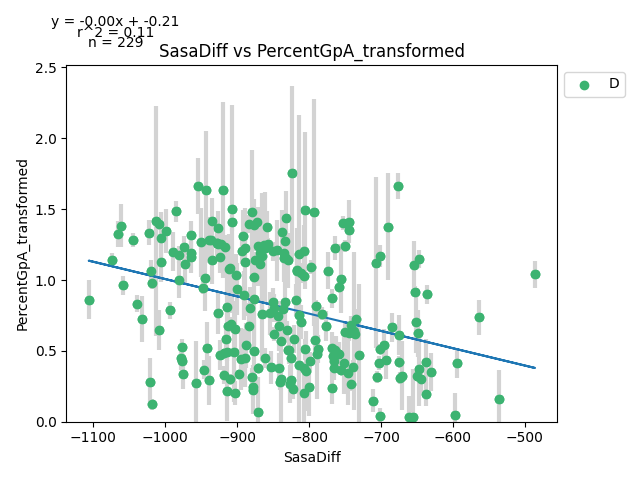 y = -0.00x + -0.21
r^2 = 0.11
n = 229
SasaDiff vs PercentGpA_transformed
D
2.5
2.0
1.5
1.0
0.5
0.0
PercentGpA_transformed
−1100 −1000 −900 −800 −700 −600 −500
SasaDiff